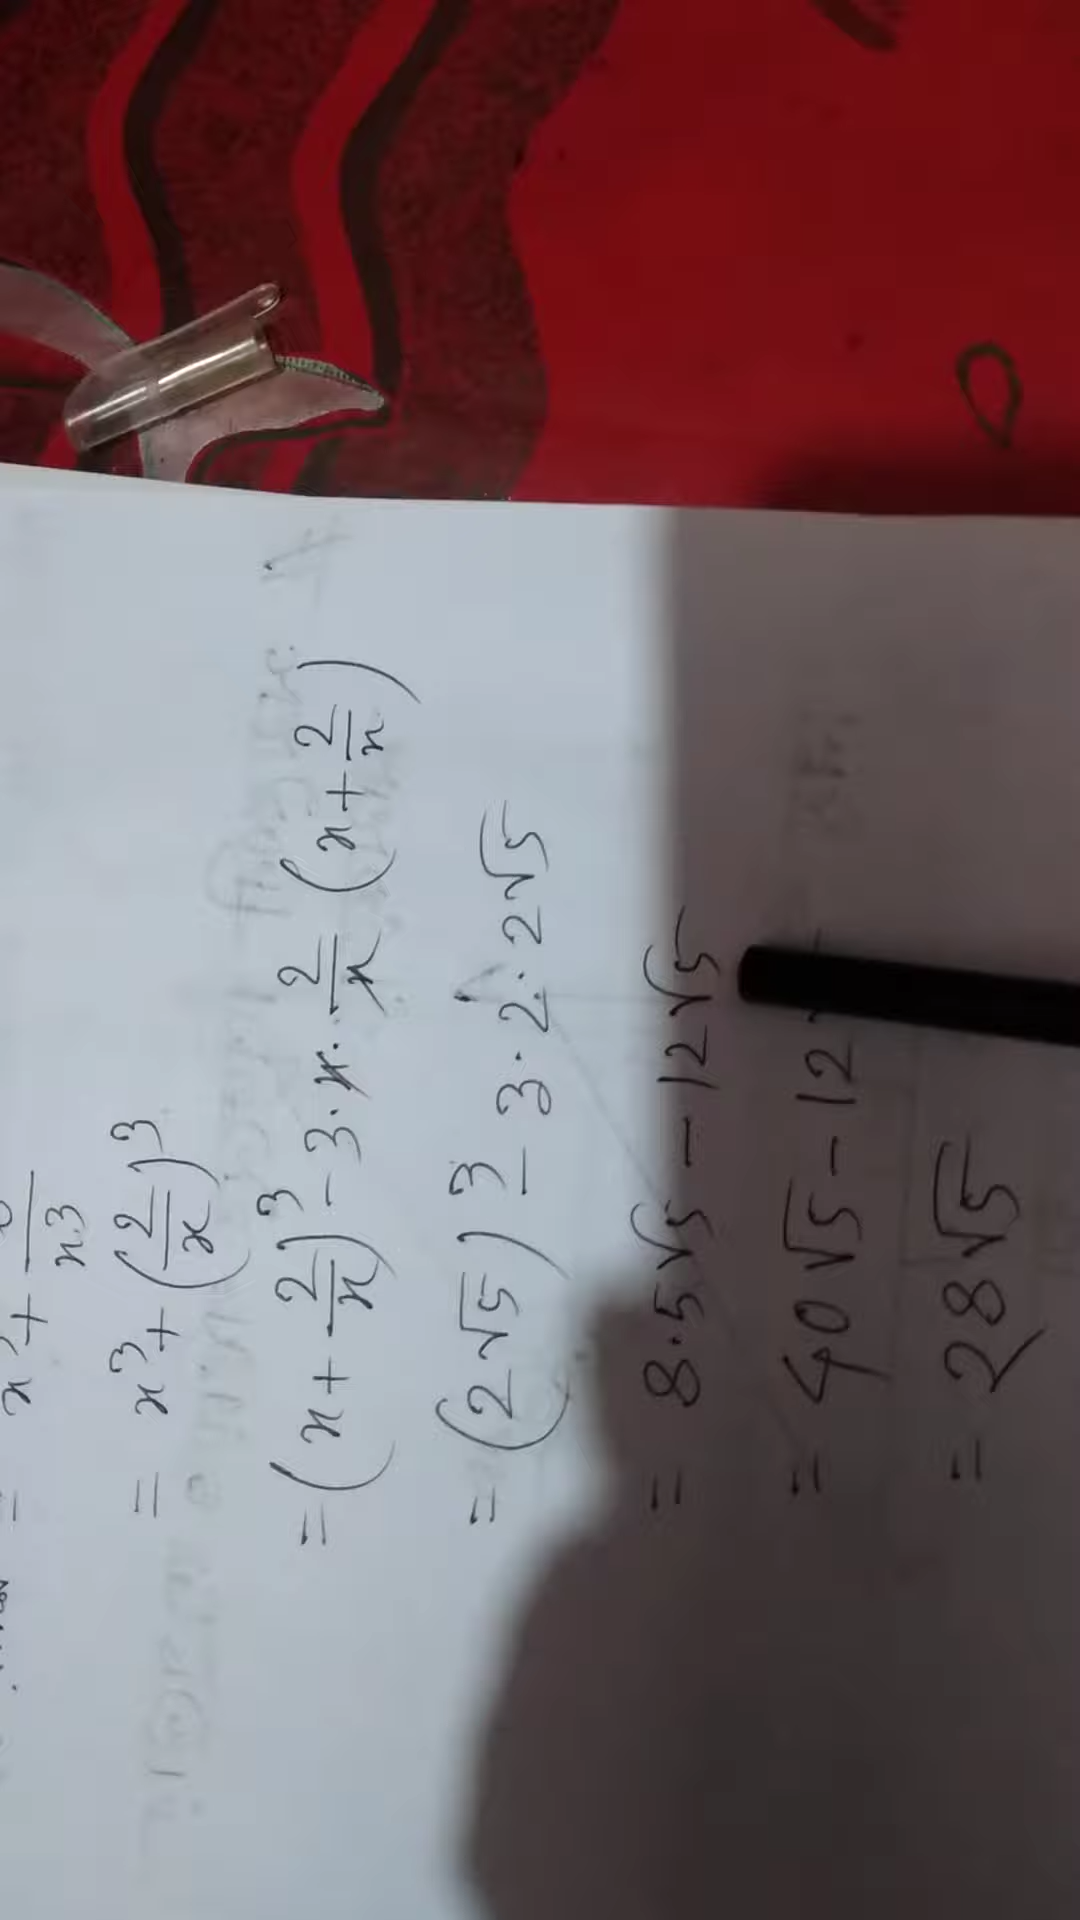 x³ + /x³
= x³ + (2/x)³
= (x + 2/x)³ - 3·x·2/x (x + 2/x)
= (2√5)³ - 3·2·2√5
= 8·5√5 - 12√5
= 40√5 - 12
= 28√5